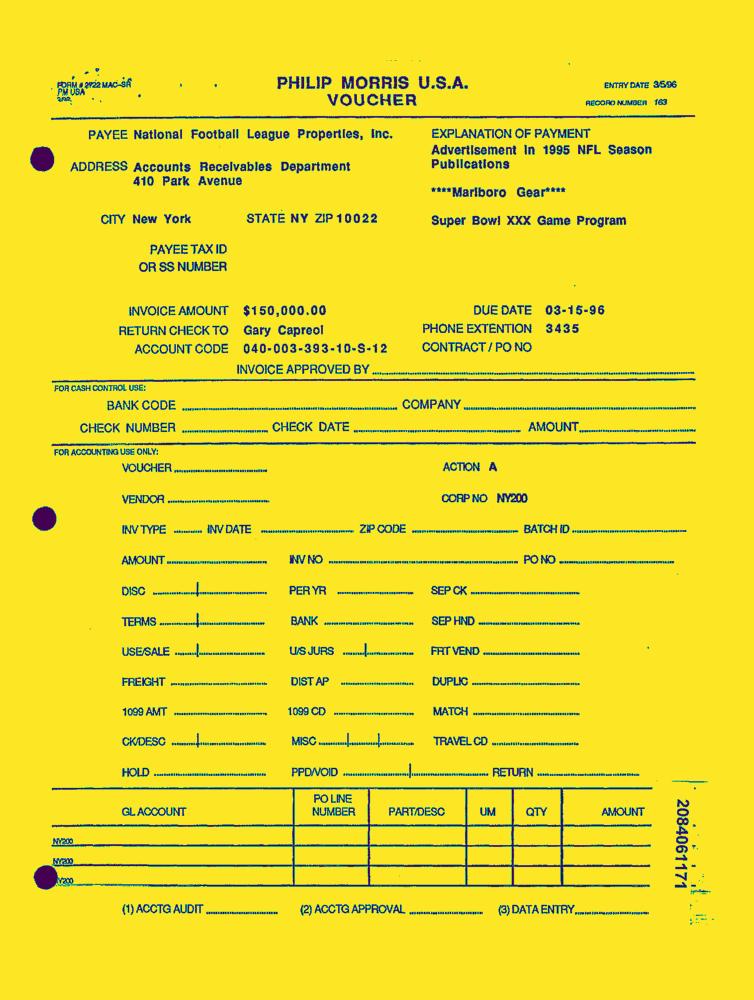 FORM # 2722 MAC-SR
PM USA
PHILIP MORRIS U.S.A.
VOUCHER
ENTRY DATE 3/5/96
RECORD NUMBER 163
PAYEE National Football League Properties, Inc.
EXPLANATION OF PAYMENT
Advertisement in 1995 NFL Season
Publications
ADDRESS Accounts Receivables Department
410 Park Avenue
****Marlboro Gear****
CITY New York STATE NY ZIP 10022
Super Bowl XXX Game Program
PAYEE TAX ID
OR SS NUMBER
INVOICE AMOUNT $150,000.00 DUE DATE 03-15-96
RETURN CHECK TO Gary Capreol PHONE EXTENTION 3435
ACCOUNT CODE 040-003-393-10-S-12 CONTRACT / PO NO
INVOICE APPROVED BY
FOR CASH CONTROL USE:
BANK CODE COMPANY
CHECK NUMBER CHECK DATE AMOUNT
FOR ACCOUNTING USE ONLY:
VOUCHER ACTION A
VENDOR CORP NO NY200
INV TYPE INV DATE ZIP CODE BATCH ID
AMOUNT INV NO PO NO
DISC PER YR SEP CK
TERMS BANK SEP HND
USE/SALE U/S JURS FRT VEND
FREIGHT DIST AP DUPLIC
1099 AMT 1099 CD MATCH
CK/DESC MISC TRAVEL CD
HOLD PPD/VOID RETURN
GL ACCOUNT PO LINE NUMBER PART/DESC UM QTY AMOUNT
NY200
NY200
Y200
(1) ACCTG AUDIT (2) ACCTG APPROVAL (3) DATA ENTRY
2084061171